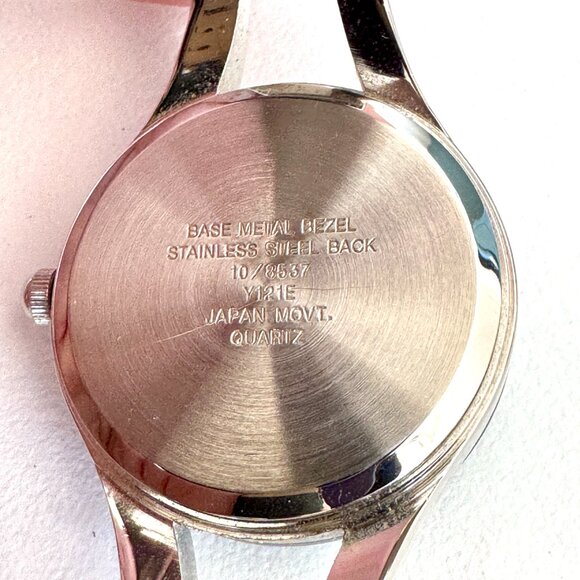 BASE METAL BEZEL
STAINLESS STEEL BACK
10/8537
Y121E
JAPAN MOVT.
QUARTZ